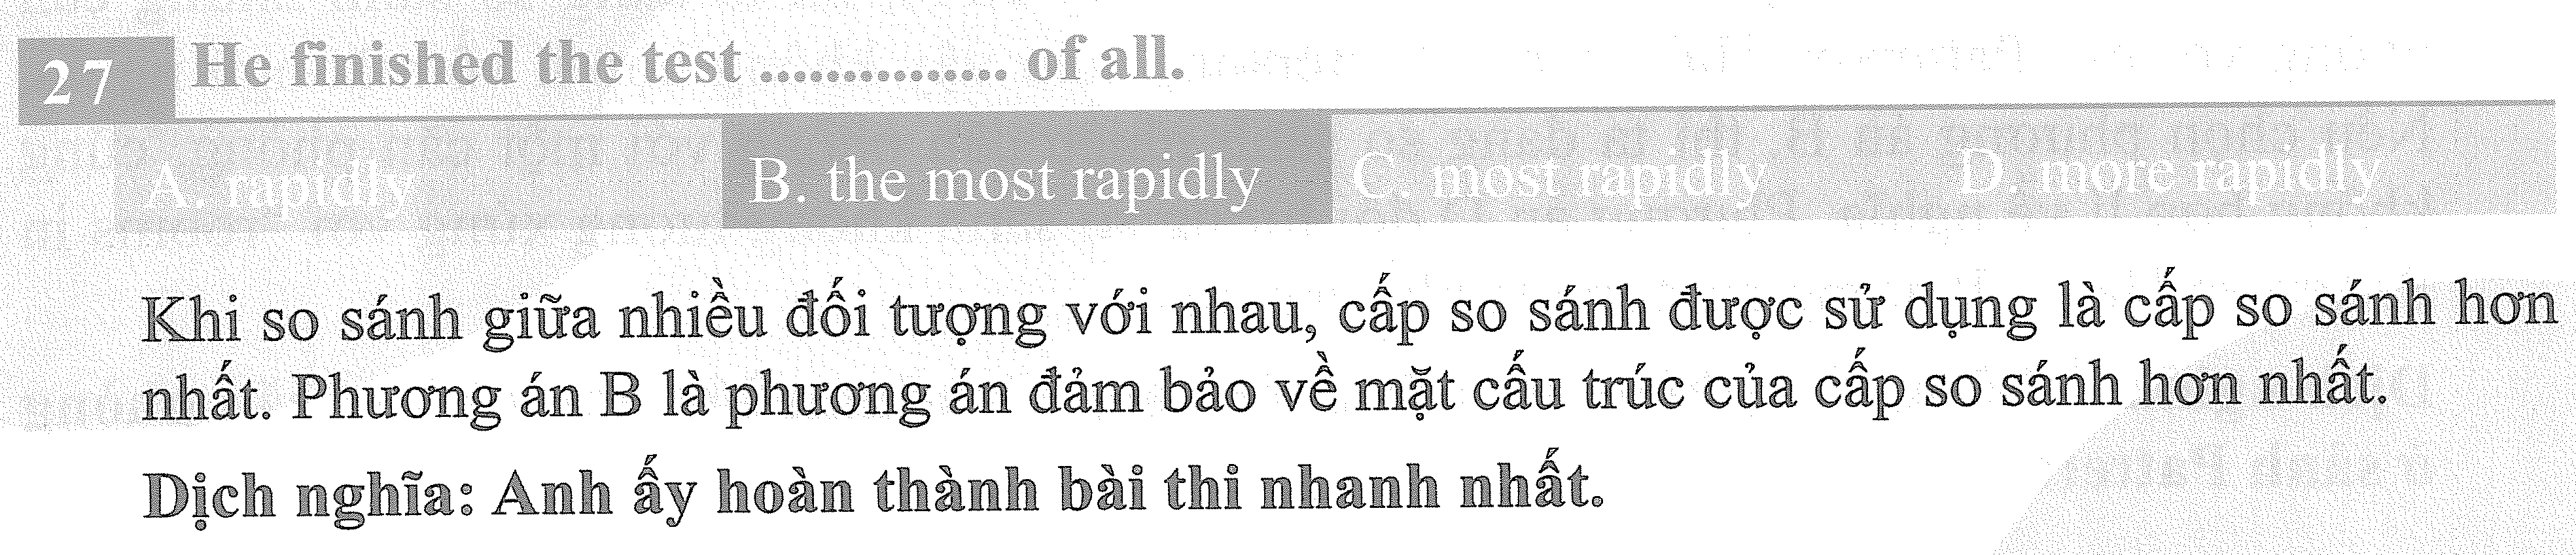 27 He finished the test .............. of all.
A. rapidly B. the most rapidly C. most rapidly D. more rapidly
Khi so sánh giữa nhiều đối tượng với nhau, cấp so sánh được sử dụng là cấp so sánh hơn
nhất. Phương án B là phương án đảm bảo về mặt cấu trúc của cấp so sánh hơn nhất.
Dịch nghĩa: Anh ấy hoàn thành bài thi nhanh nhất.